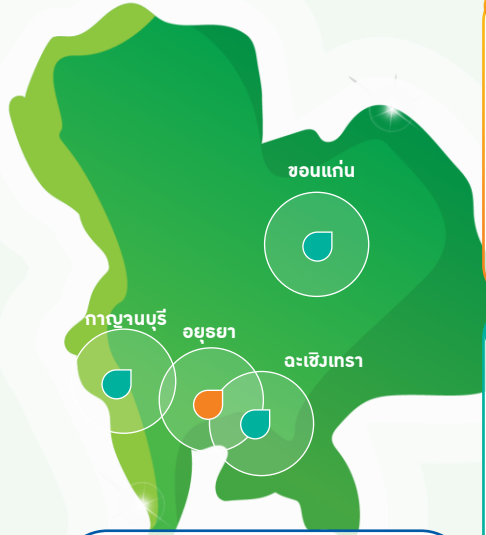 ขอนแก่น
กาญจนบุรี
อยุธยา
ฉะเชิงเทรา